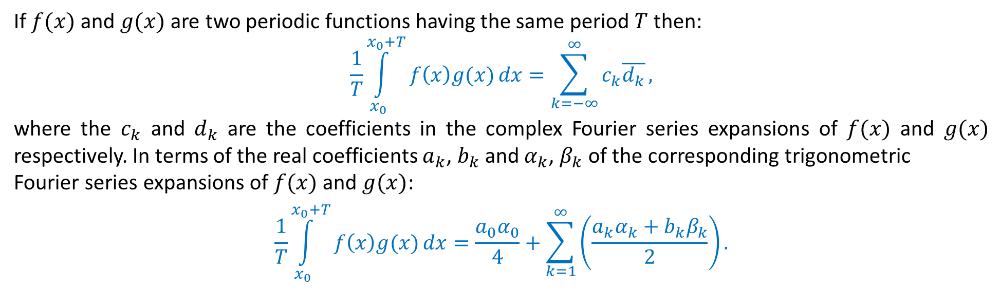 If f(x) and g(x) are two periodic functions having the same period T then:
$$\frac{1}{T} \int_{x_0}^{x_0+T} f(x)g(x)\,dx = \sum_{k=-\infty}^{\infty} c_k \overline{d_k},$$
where the c_k and d_k are the coefficients in the complex Fourier series expansions of f(x) and g(x)
respectively. In terms of the real coefficients a_k, b_k and α_k, β_k of the corresponding trigonometric
Fourier series expansions of f(x) and g(x):
$$\frac{1}{T} \int_{x_0}^{x_0+T} f(x)g(x)\,dx = \frac{a_0\alpha_0}{4} + \sum_{k=1}^{\infty} \left(\frac{a_k\alpha_k + b_k\beta_k}{2}\right).$$